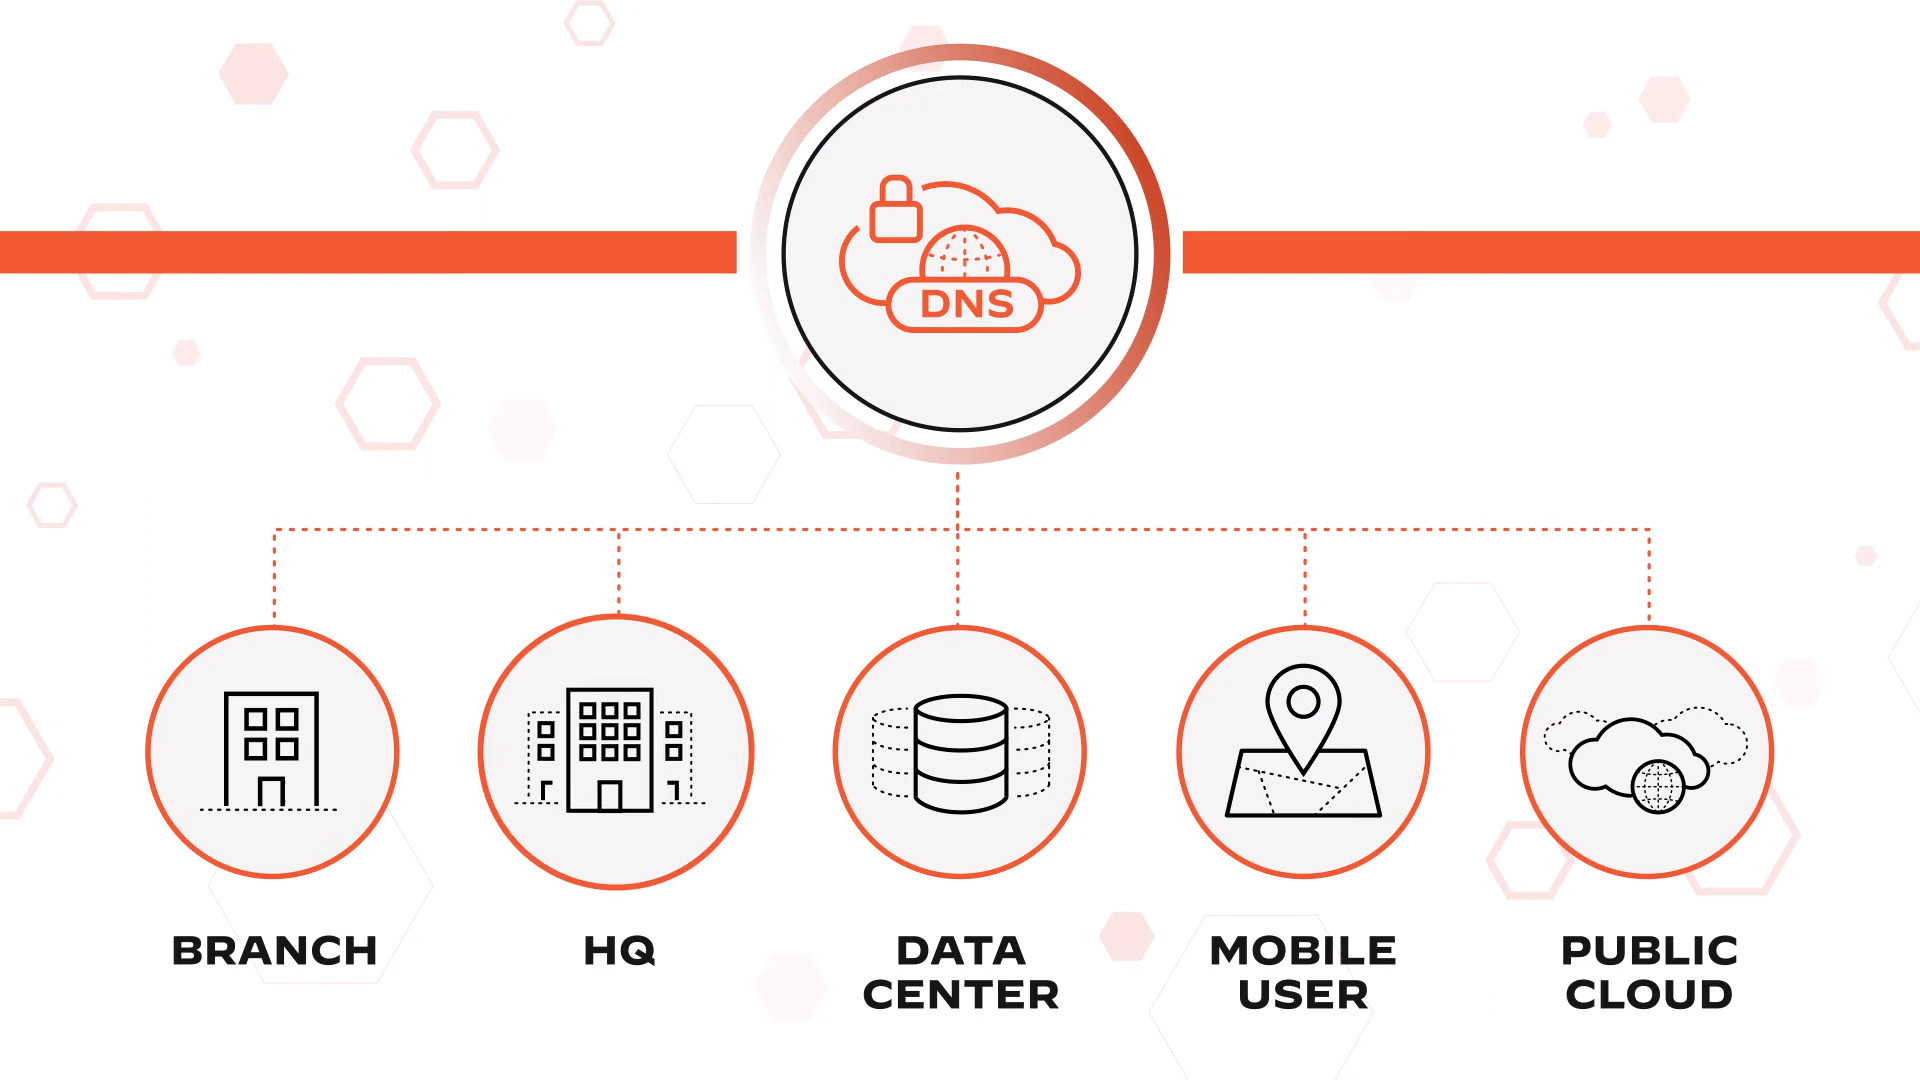 DNS
BRANCH
HQ
DATA
CENTER
MOBILE
USER
PUBLIC
CLOUD